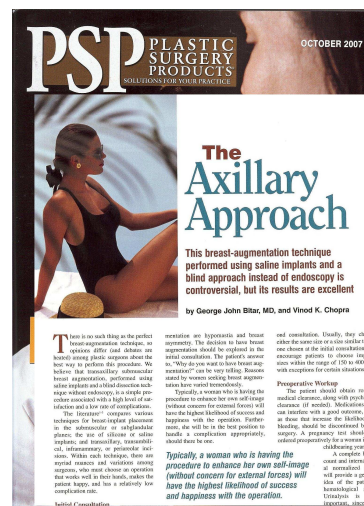 PSP PLASTIC
SURGERY
PRODUCTS
SOLUTIONS FOR YOUR PRACTICE
OCTOBER 2007
The
Axillary
Approach
This breast-augmentation technique
performed using saline implants and a
blind approach instead of endoscopy is
controversial, but its results are excellent
by George John Bitar, MD, and Vinod K. Chopra
There is no such thing as the perfect
breast-augmentation technique, so
opinions differ (and debates are
heated) among plastic surgeons about the
best way to perform this procedure. We
believe that transaxillary submuscular
breast augmentation, performed using
saline implants and a blind dissection tech-
nique without endoscopy, is a simple pro-
cedure associated with a high level of sat-
isfaction and a low rate of complications.
The literature compares various
techniques for breast-implant placement
in the submuscular or subglandular
planes; the use of silicone or saline
implants; and transaxillary, transumbili-
cal, inframammary, or periareolar inci-
sions. Within each technique, there are
myriad nuances and variations among
surgeons, who must choose an operation
that works well in their hands, makes the
patient happy, and has a relatively low
complication rate.
Initial Consultation
mentation are hypomastia and breast
asymmetry. The decision to have breast
augmentation should be explored in the
initial consultation. The patient's answer
to, "Why do you want to have breast aug-
mentation?" can be very telling. Reasons
stated by women seeking breast augmen-
tation have varied tremendously.
Typically, a woman who is having the
procedure to enhance her own self-image
(without concern for external forces) will
have the highest likelihood of success and
happiness with the operation. Further-
more, she will be in the best position to
handle a complication appropriately,
should there be one.
Typically, a woman who is having the
procedure to enhance her own self-image
(without concern for external forces) will
have the highest likelihood of success
and happiness with the operation.
ond consultation. Usually, they ch
either the same size or a size similar t
one chosen at the initial consultation
encourage patients to choose imp
sizes within the range of 150 to 400
with exceptions for certain situations
Preoperative Workup
The patient should obtain ro
medical clearance, along with psych
clearance (if needed). Medications
can interfere with a good outcome,
as those that increase the likelihoo
bleeding, should be discontinued b
surgery. A pregnancy test should
ordered preoperatively for a woman i
childbearing year
A complete b
count and interna
al normalized
will provide a ge
idea of the pat
hematological
Urinalysis is
important, since